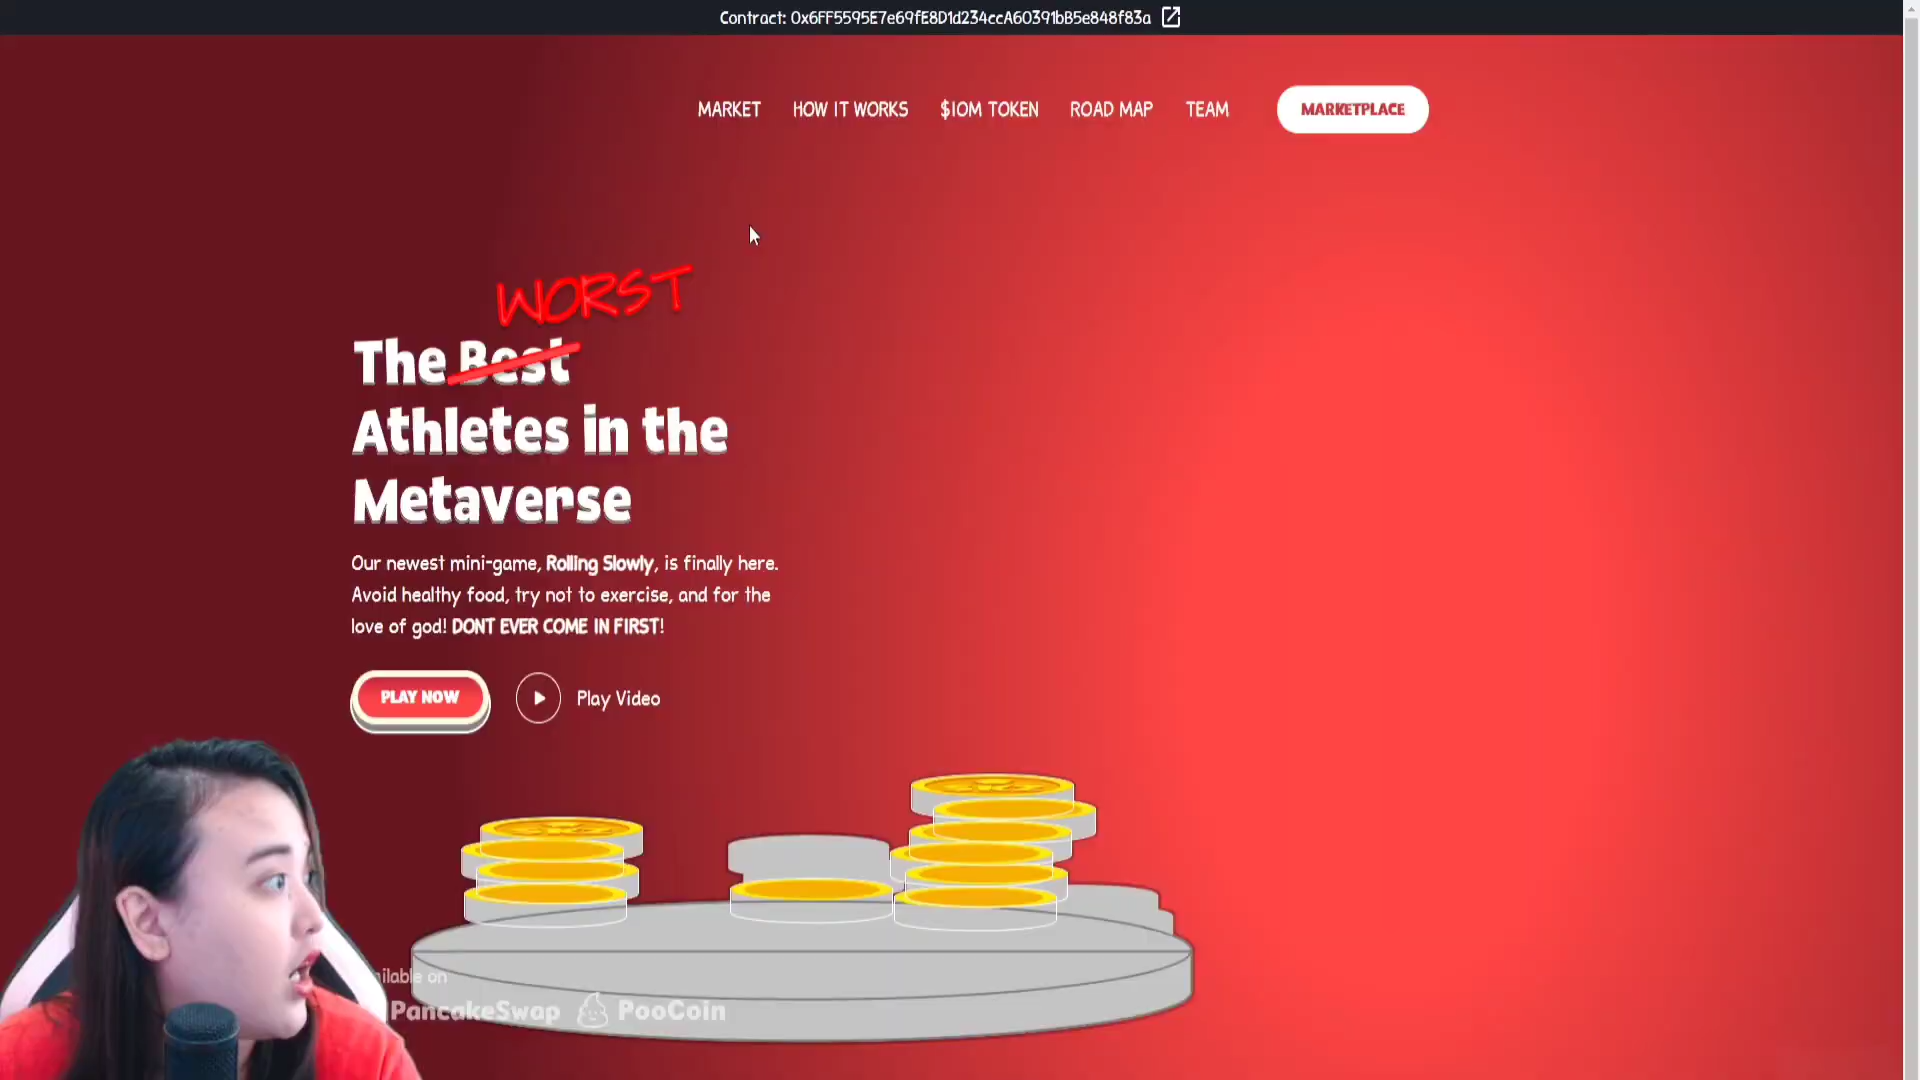 Contract: 0x6FF5595E7e69fE8D1d234ccA60391bB5e848f83a
MARKET HOW IT WORKS $IOM TOKEN ROAD MAP TEAM MARKETPLACE
WORST
The Best
Athletes in the
Metaverse
Our newest mini-game, Rolling Slowly, is finally here.
Avoid healthy food, try not to exercise, and for the
love of god! DONT EVER COME IN FIRST!
PLAY NOW Play Video
on
PancakeSwap PooCoin